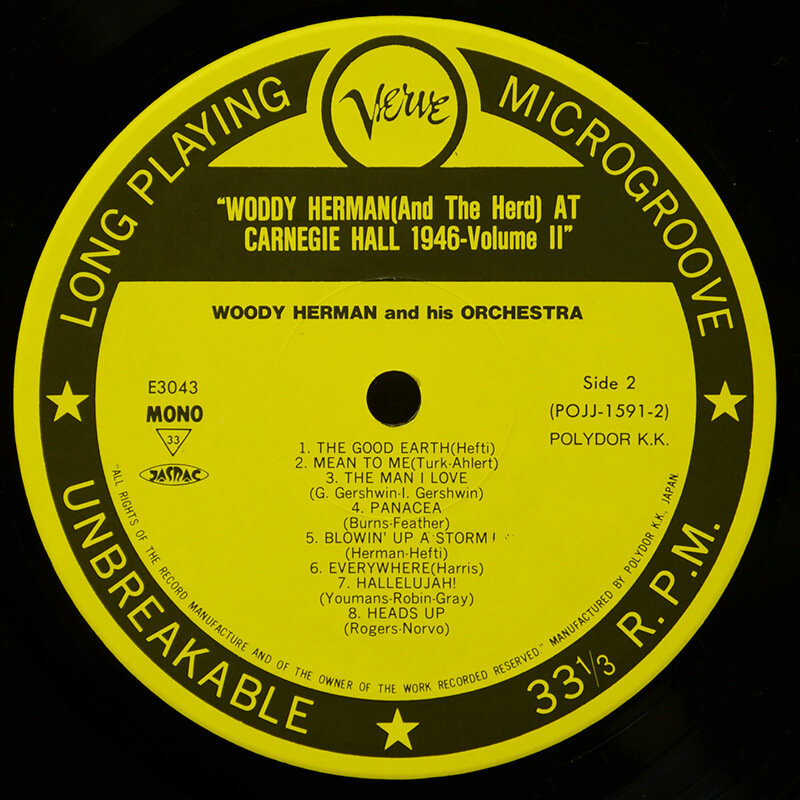 LONG PLAYING
Verve
MICROGROOVE
“WODDY HERMAN(And The Herd) AT
CARNEGIE HALL 1946-Volume II”
WOODY HERMAN and his ORCHESTRA
E3043
MONO
33
JASRAC
Side 2
(POJJ-1591-2)
POLYDOR K.K.
1. THE GOOD EARTH(Hefti)
2. MEAN TO ME(Turk-Ahlert)
3. THE MAN I LOVE
(G. Gershwin-I. Gershwin)
4. PANACEA
(Burns-Feather)
5. BLOWIN' UP A STORM
(Herman-Hefti)
6. EVERYWHERE(Harris)
7. HALLELUJAH!
(Youmans-Robin-Gray)
8. HEADS UP
(Rogers-Norvo)
"ALL RIGHTS OF THE RECORD MANUFACTURE AND OF THE OWNER OF THE WORK RECORDED RESERVED." MANUFACTURED BY POLYDOR K.K. JAPAN
UNBREAKABLE
33 1/3 R.P.M.